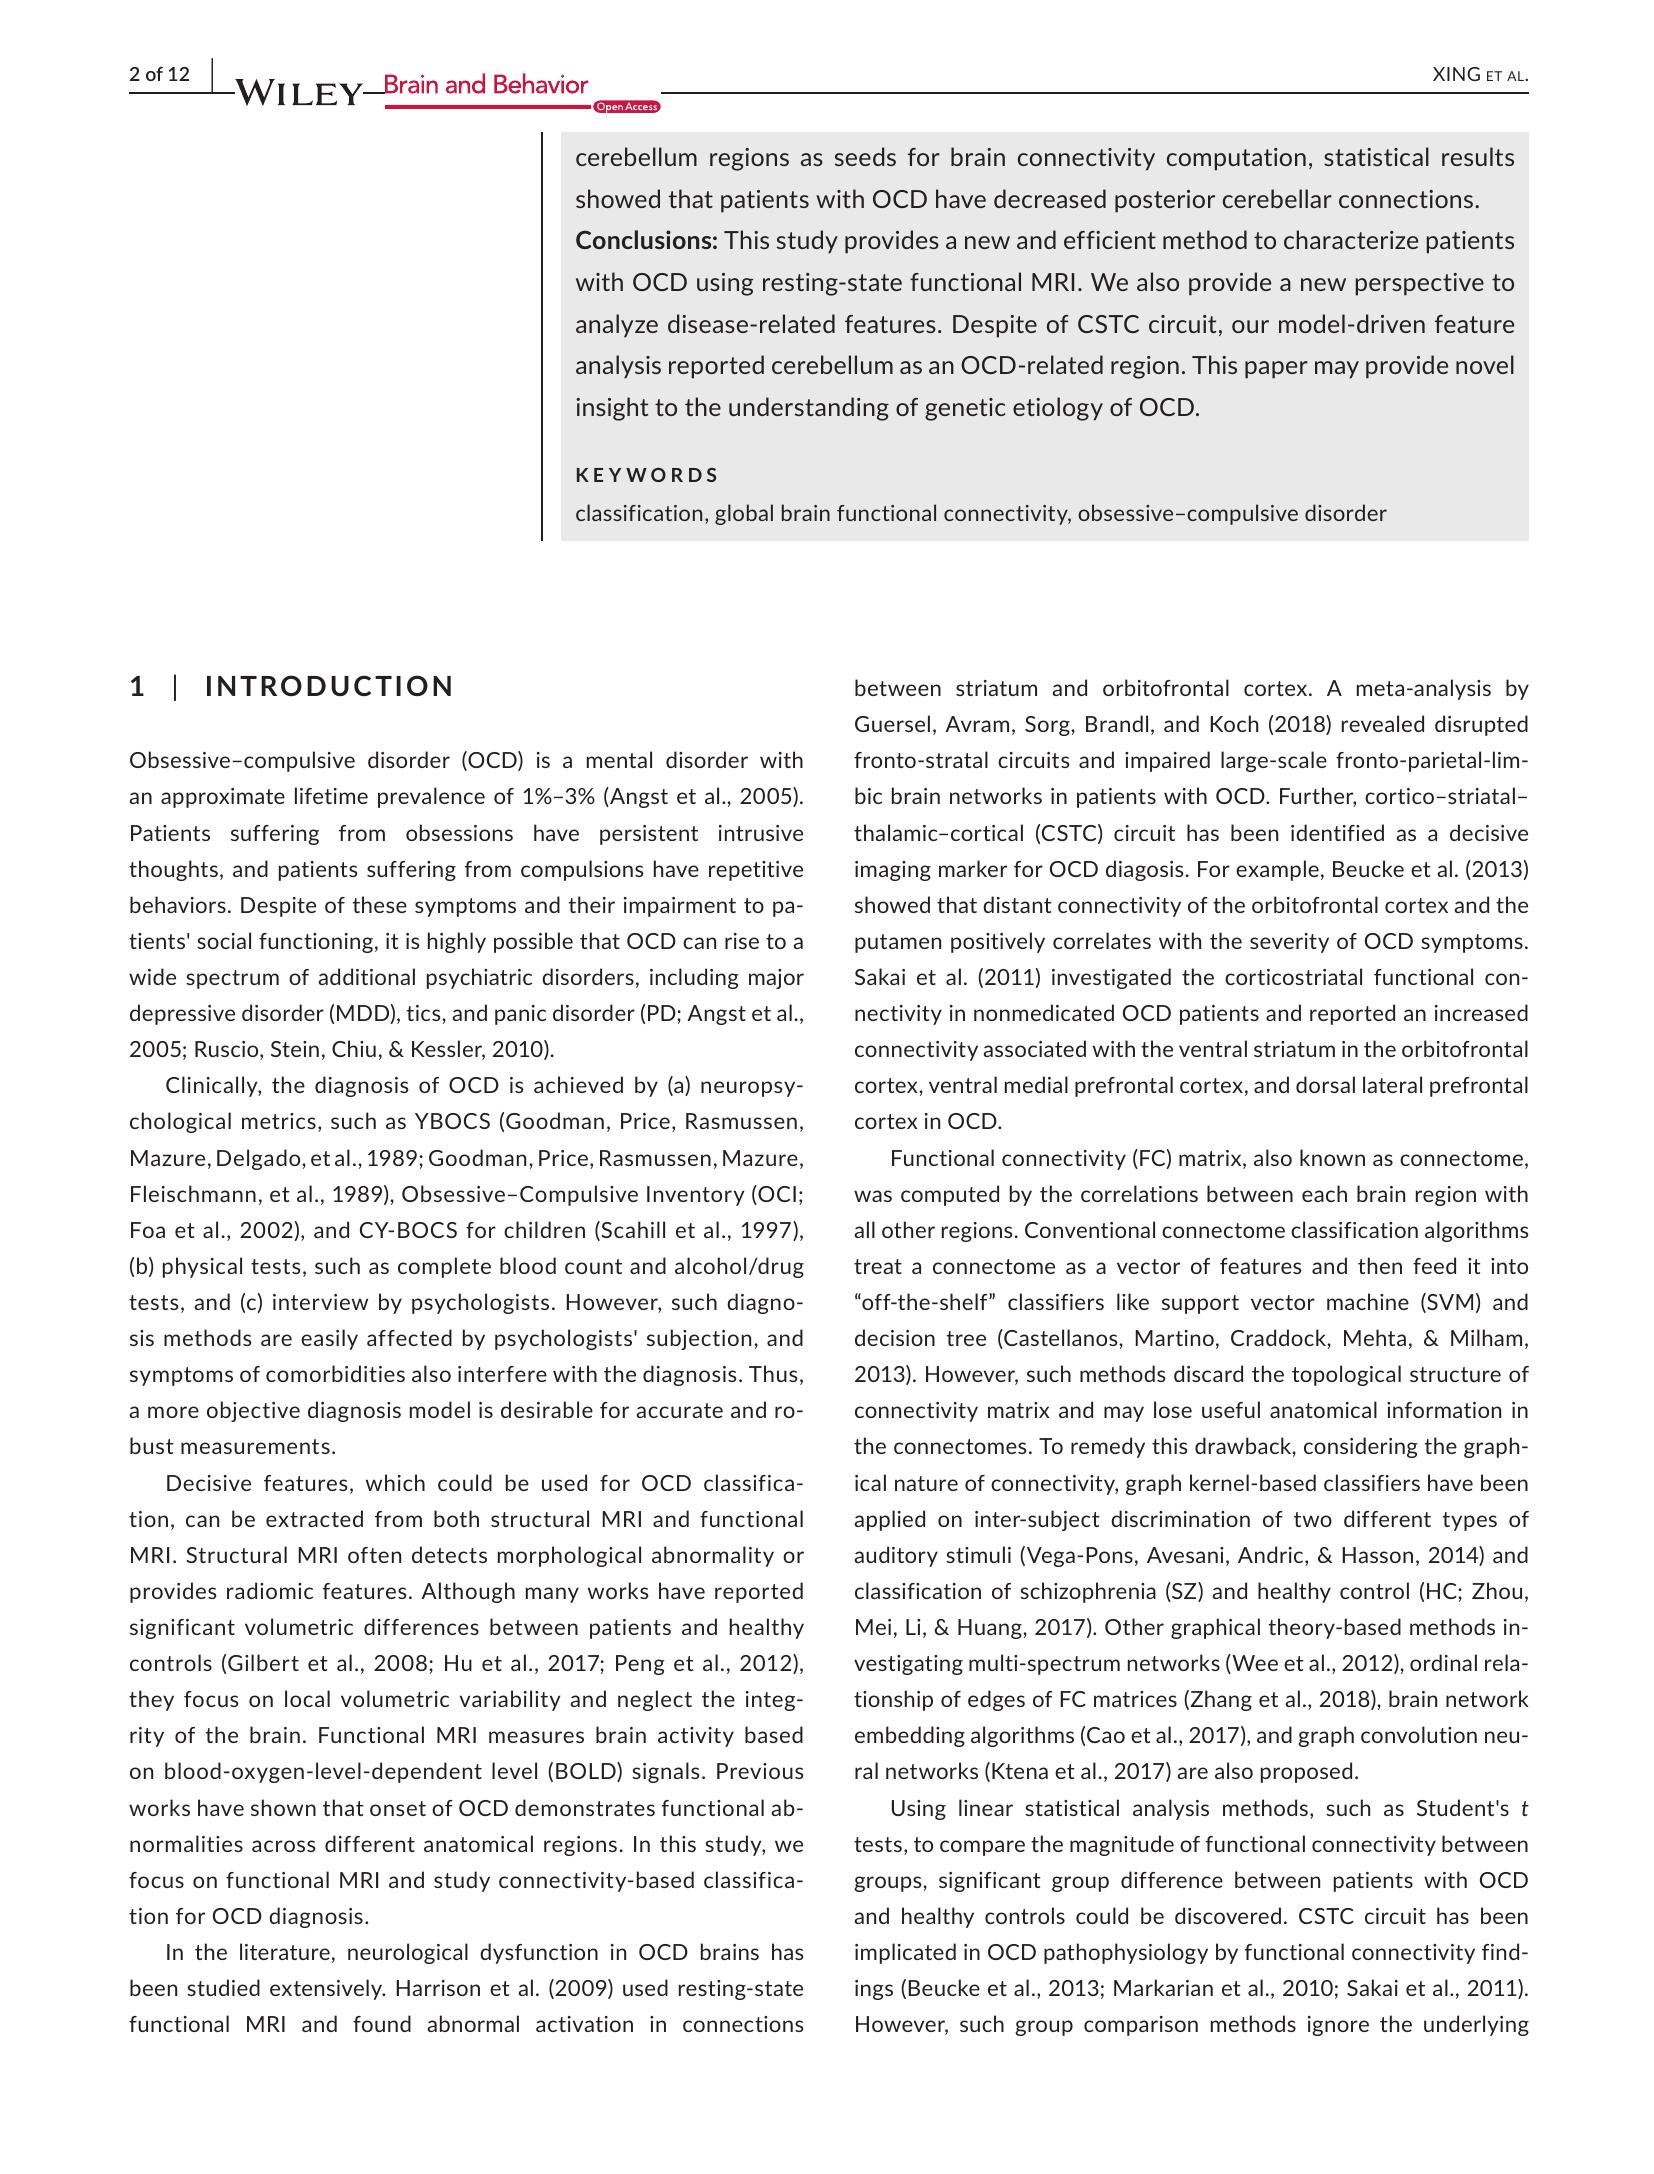 2 of 12
WILEY
Brain and Behavior
Open Access
XING ET AL.
cerebellum regions as seeds for brain connectivity computation, statistical results
showed that patients with OCD have decreased posterior cerebellar connections.
Conclusions: This study provides a new and efficient method to characterize patients
with OCD using resting-state functional MRI. We also provide a new perspective to
analyze disease-related features. Despite of CSTC circuit, our model-driven feature
analysis reported cerebellum as an OCD-related region. This paper may provide novel
insight to the understanding of genetic etiology of OCD.
KEYWORDS
classification, global brain functional connectivity, obsessive–compulsive disorder
1 | INTRODUCTION
Obsessive–compulsive disorder (OCD) is a mental disorder with
an approximate lifetime prevalence of 1%–3% (Angst et al., 2005).
Patients suffering from obsessions have persistent intrusive
thoughts, and patients suffering from compulsions have repetitive
behaviors. Despite of these symptoms and their impairment to pa-
tients' social functioning, it is highly possible that OCD can rise to a
wide spectrum of additional psychiatric disorders, including major
depressive disorder (MDD), tics, and panic disorder (PD; Angst et al.,
2005; Ruscio, Stein, Chiu, & Kessler, 2010).
Clinically, the diagnosis of OCD is achieved by (a) neuropsy-
chological metrics, such as YBOCS (Goodman, Price, Rasmussen,
Mazure, Delgado, et al., 1989; Goodman, Price, Rasmussen, Mazure,
Fleischmann, et al., 1989), Obsessive–Compulsive Inventory (OCI;
Foa et al., 2002), and CY-BOCS for children (Scahill et al., 1997),
(b) physical tests, such as complete blood count and alcohol/drug
tests, and (c) interview by psychologists. However, such diagno-
sis methods are easily affected by psychologists' subjection, and
symptoms of comorbidities also interfere with the diagnosis. Thus,
a more objective diagnosis model is desirable for accurate and ro-
bust measurements.
Decisive features, which could be used for OCD classifica-
tion, can be extracted from both structural MRI and functional
MRI. Structural MRI often detects morphological abnormality or
provides radiomic features. Although many works have reported
significant volumetric differences between patients and healthy
controls (Gilbert et al., 2008; Hu et al., 2017; Peng et al., 2012),
they focus on local volumetric variability and neglect the integ-
rity of the brain. Functional MRI measures brain activity based
on blood-oxygen-level-dependent level (BOLD) signals. Previous
works have shown that onset of OCD demonstrates functional ab-
normalities across different anatomical regions. In this study, we
focus on functional MRI and study connectivity-based classifica-
tion for OCD diagnosis.
In the literature, neurological dysfunction in OCD brains has
been studied extensively. Harrison et al. (2009) used resting-state
functional MRI and found abnormal activation in connections
between striatum and orbitofrontal cortex. A meta-analysis by
Guersel, Avram, Sorg, Brandl, and Koch (2018) revealed disrupted
fronto-stratal circuits and impaired large-scale fronto-parietal-lim-
bic brain networks in patients with OCD. Further, cortico–striatal–
thalamic–cortical (CSTC) circuit has been identified as a decisive
imaging marker for OCD diagosis. For example, Beucke et al. (2013)
showed that distant connectivity of the orbitofrontal cortex and the
putamen positively correlates with the severity of OCD symptoms.
Sakai et al. (2011) investigated the corticostriatal functional con-
nectivity in nonmedicated OCD patients and reported an increased
connectivity associated with the ventral striatum in the orbitofrontal
cortex, ventral medial prefrontal cortex, and dorsal lateral prefrontal
cortex in OCD.
Functional connectivity (FC) matrix, also known as connectome,
was computed by the correlations between each brain region with
all other regions. Conventional connectome classification algorithms
treat a connectome as a vector of features and then feed it into
“off-the-shelf” classifiers like support vector machine (SVM) and
decision tree (Castellanos, Martino, Craddock, Mehta, & Milham,
2013). However, such methods discard the topological structure of
connectivity matrix and may lose useful anatomical information in
the connectomes. To remedy this drawback, considering the graph-
ical nature of connectivity, graph kernel-based classifiers have been
applied on inter-subject discrimination of two different types of
auditory stimuli (Vega-Pons, Avesani, Andric, & Hasson, 2014) and
classification of schizophrenia (SZ) and healthy control (HC; Zhou,
Mei, Li, & Huang, 2017). Other graphical theory-based methods in-
vestigating multi-spectrum networks (Wee et al., 2012), ordinal rela-
tionship of edges of FC matrices (Zhang et al., 2018), brain network
embedding algorithms (Cao et al., 2017), and graph convolution neu-
ral networks (Ktena et al., 2017) are also proposed.
Using linear statistical analysis methods, such as Student's t
tests, to compare the magnitude of functional connectivity between
groups, significant group difference between patients with OCD
and healthy controls could be discovered. CSTC circuit has been
implicated in OCD pathophysiology by functional connectivity find-
ings (Beucke et al., 2013; Markarian et al., 2010; Sakai et al., 2011).
However, such group comparison methods ignore the underlying